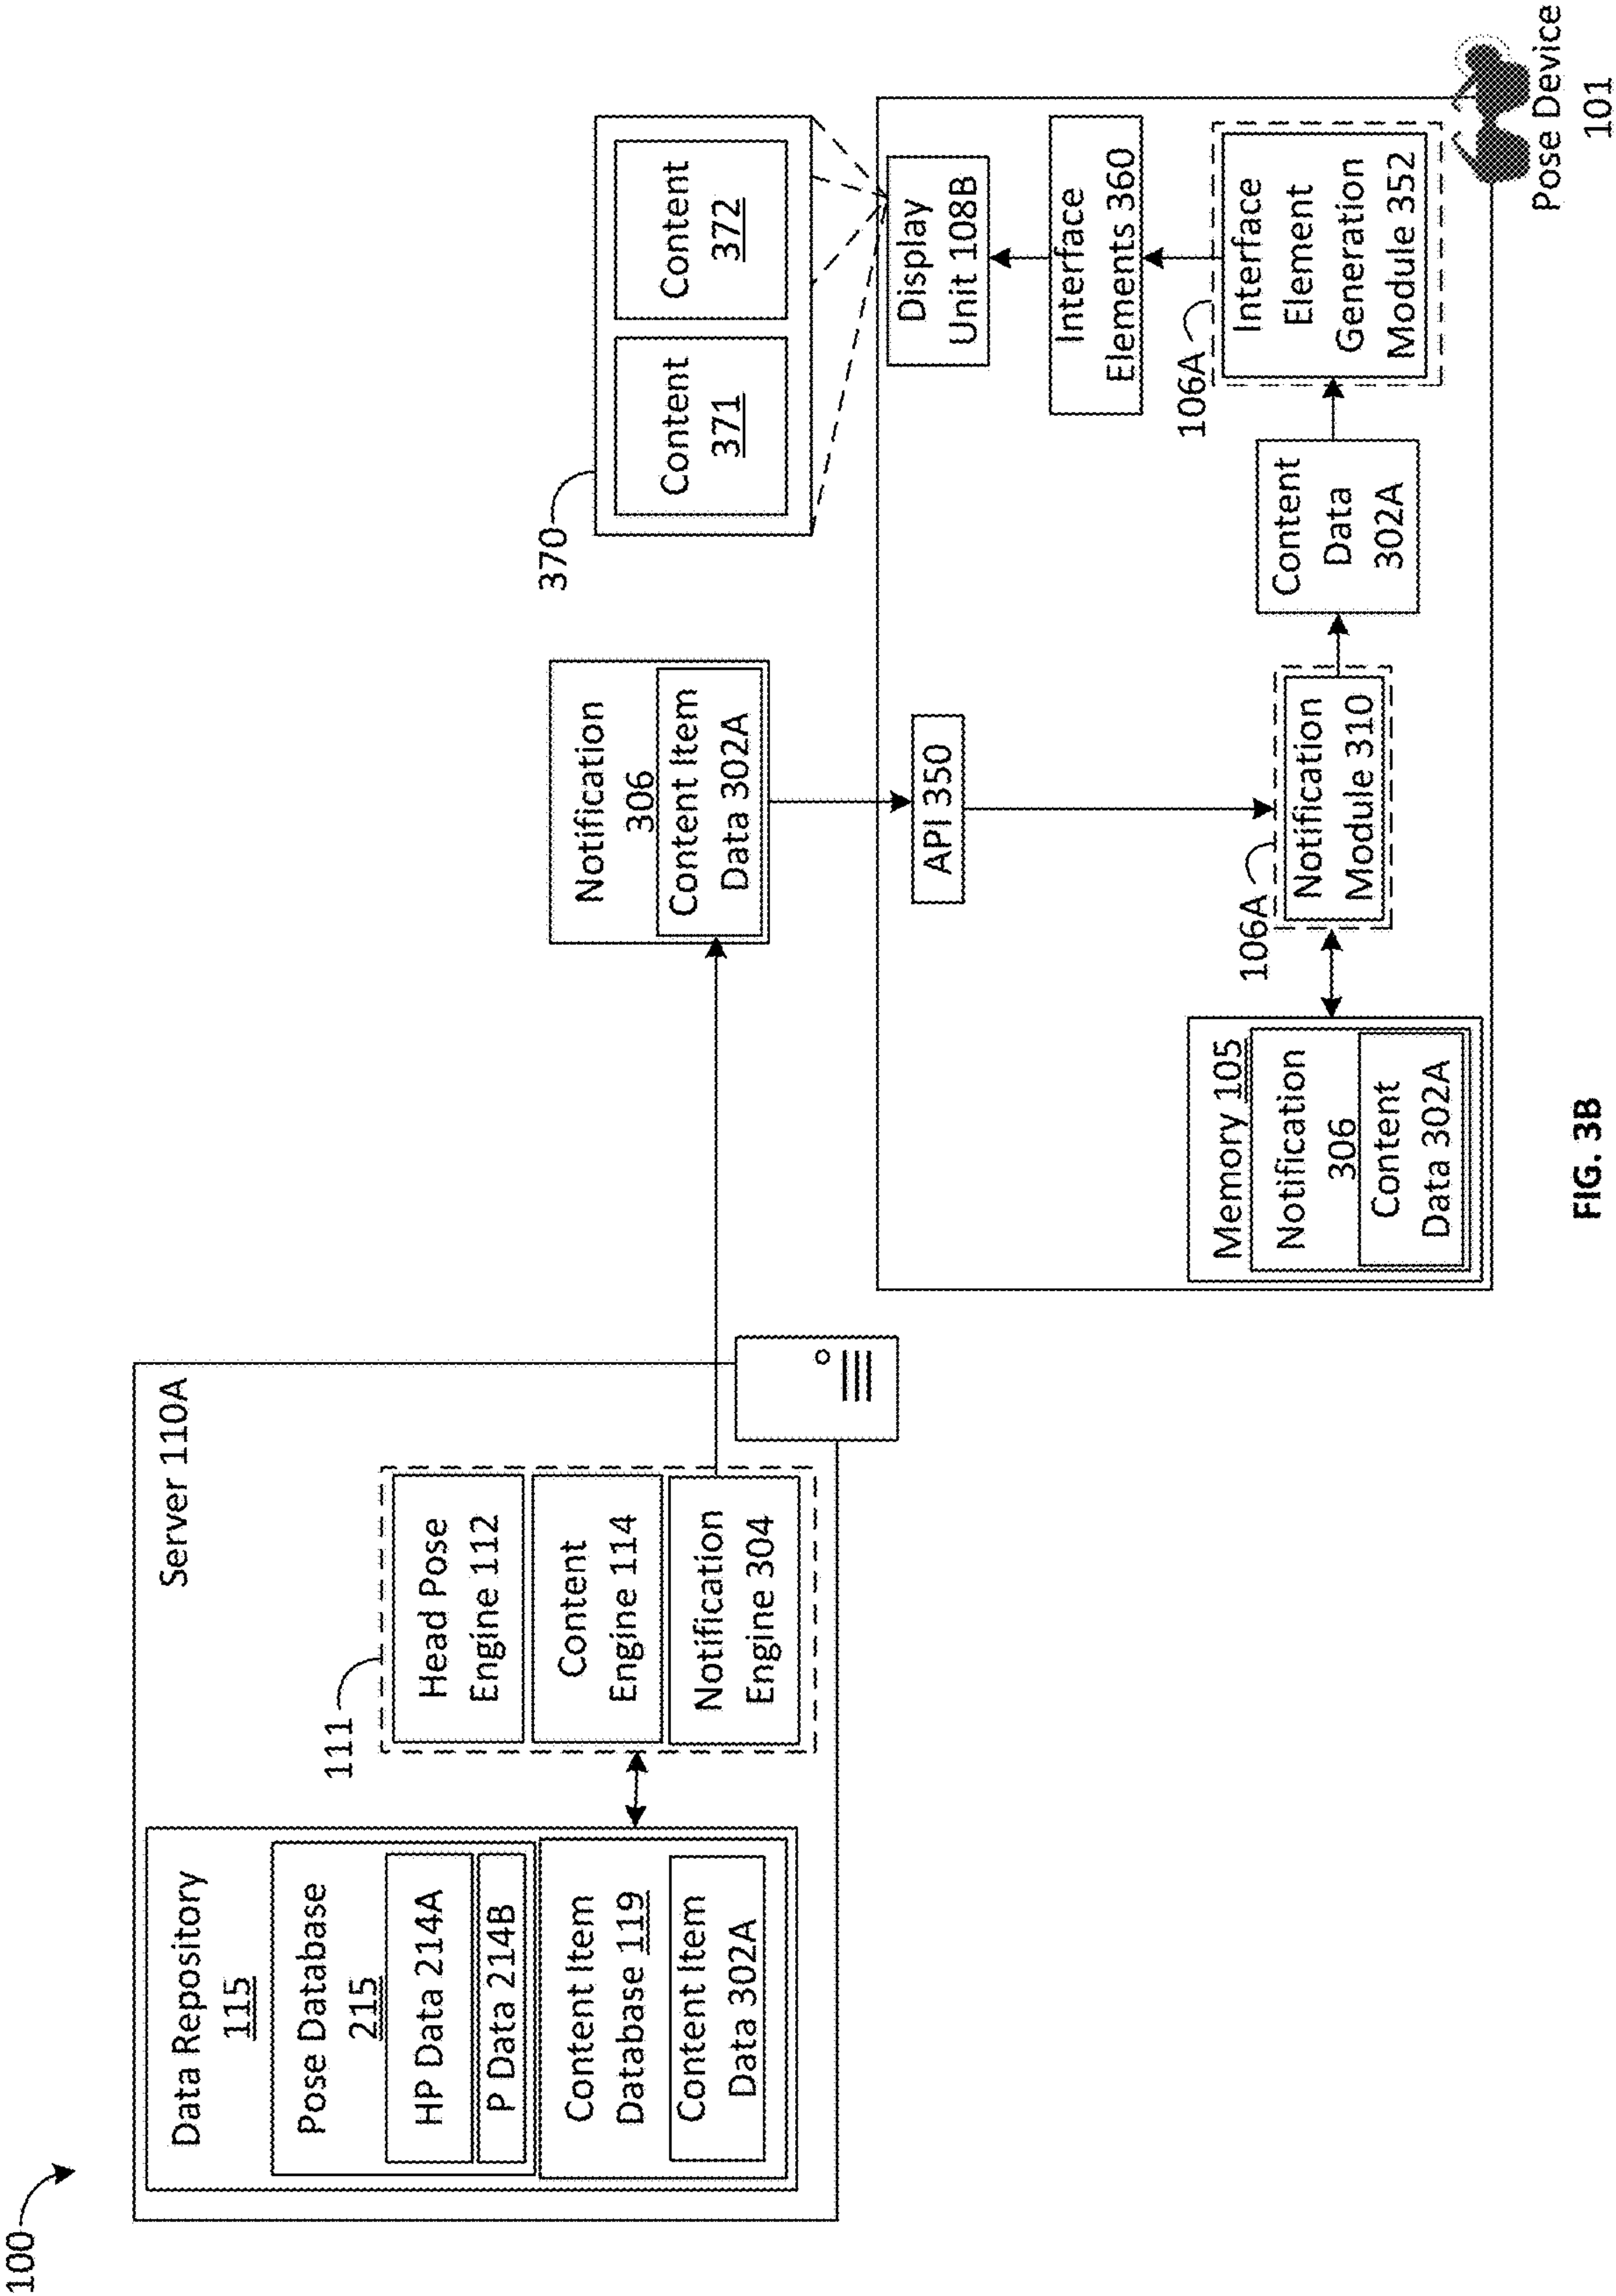 100
Server 110A
Data Repository
115
Pose Database
215
HP Data 214A
P Data 214B
Content Item
Database 119
Content Item
Data 302A
111
Head Pose
Engine 112
Content
Engine 114
Notification
Engine 304
Notification
306
Content Item
Data 302A
370
Content
371
Content
372
API 350
Display
Unit 108B
Interface
Elements 360
106A
Interface
Element
Generation
Module 352
Content
Data
302A
106A
Notification
Module 310
Memory 105
Notification
306
Content
Data 302A
Pose Device
101
FIG. 3B